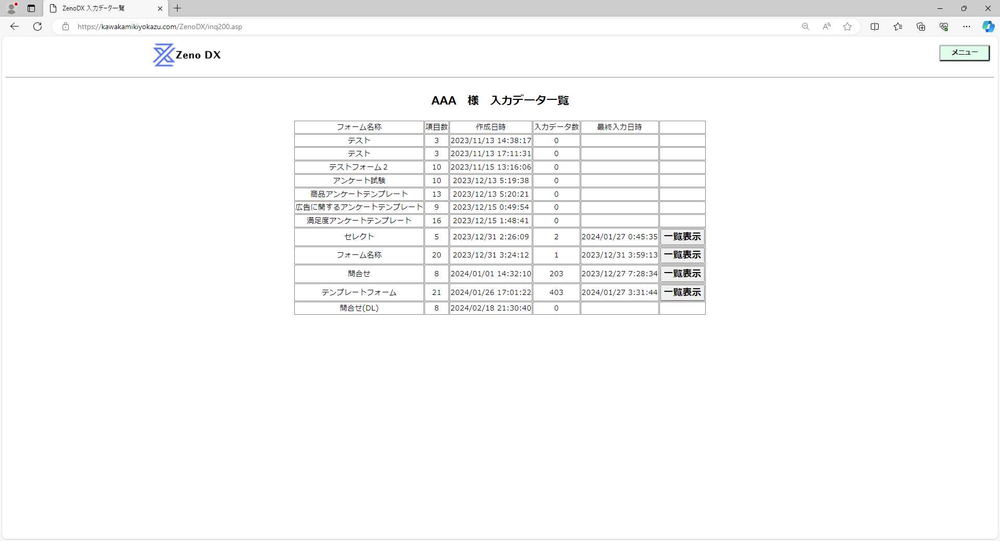 ZenoDX 入力データ一覧
https://kawakamikiyokazu.com/ZenoDX/inq200.asp
Zeno DX
メニュー
AAA　様　入力データ一覧
フォーム名称 項目数 作成日時 入力データ数 最終入力日時
テスト 3 2023/11/13 14:38:17 0
テスト 3 2023/11/13 17:11:31 0
テストフォーム２ 10 2023/11/15 13:16:06 0
アンケート試験 10 2023/12/13 5:19:38 0
商品アンケートテンプレート 13 2023/12/13 5:20:21 0
広告に関するアンケートテンプレート 9 2023/12/15 0:49:54 0
満足度アンケートテンプレート 16 2023/12/15 1:48:41 0
セレクト 5 2023/12/31 2:26:09 2 2024/01/27 0:45:35 一覧表示
フォーム名称 20 2023/12/31 3:24:12 1 2023/12/31 3:59:13 一覧表示
問合せ 8 2024/01/01 14:32:10 203 2023/12/27 7:28:34 一覧表示
テンプレートフォーム 21 2024/01/26 17:01:22 403 2024/01/27 3:31:44 一覧表示
問合せ(DL) 8 2024/02/18 21:30:40 0